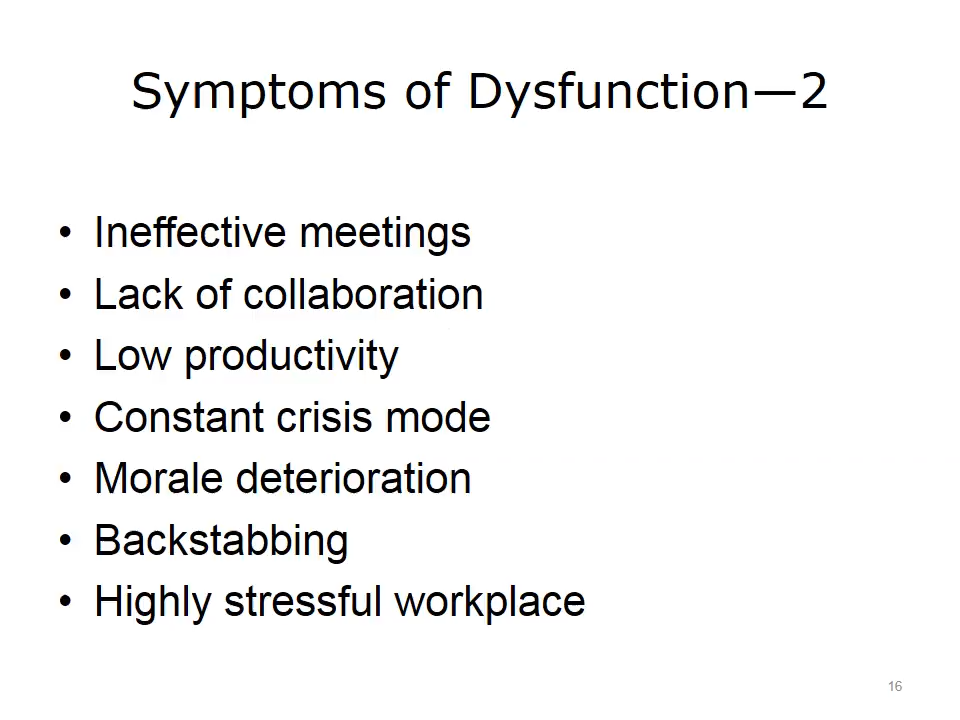 Symptoms of Dysfunction—2
• Ineffective meetings
• Lack of collaboration
• Low productivity
• Constant crisis mode
• Morale deterioration
• Backstabbing
• Highly stressful workplace
16